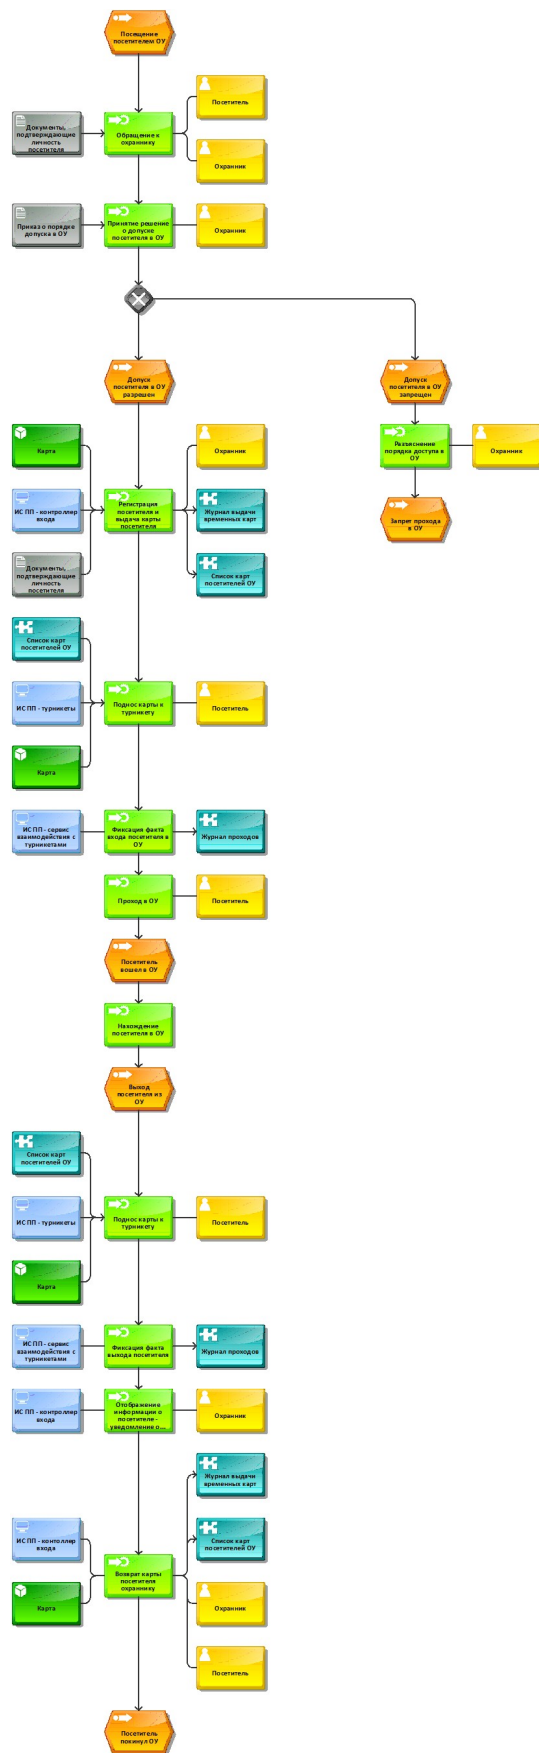 Посещение
посетителем ОУ
Посетитель
Документы,
подтверждающие
личность
посетителя
Обращение к
охраннику
Охранник
Приказ о порядке
допуска в ОУ
Принятие решение
о допуске
посетителя в ОУ
Охранник
Допуск
посетителя в ОУ
разрешен
Допуск
посетителя в ОУ
запрещен
Карта
Охранник
Разъяснение
порядка доступа в
ОУ
Охранник
ИС ПП - контроллер
входа
Регистрация
посетителя и
выдача карты
посетителя
Журнал выдачи
временных карт
Запрет прохода
в ОУ
Документы,
подтверждающие
личность
посетителя
Список карт
посетителей ОУ
Список карт
посетителей ОУ
ИС ПП - турникеты
Поднос карты к
турникету
Посетитель
Карта
ИС ПП - сервис
взаимодействия с
турникетами
Фиксация факта
входа посетителя в
ОУ
Журнал проходов
Проход в ОУ
Посетитель
Посетитель
вошел в ОУ
Нахождение
посетителя в ОУ
Выход
посетителя из
ОУ
Список карт
посетителей ОУ
ИС ПП - турникеты
Поднос карты к
турникету
Посетитель
Карта
ИС ПП - сервис
взаимодействия с
турникетами
Фиксация факта
выхода посетителя
Журнал проходов
ИС ПП - контроллер
входа
Отображение
информации о
посетителе -
уведомление о...
Охранник
Журнал выдачи
временных карт
ИС ПП - контоллер
входа
Список карт
посетителей ОУ
Возврат карты
посетителя
охраннику
Карта
Охранник
Посетитель
Посетитель
покинул ОУ